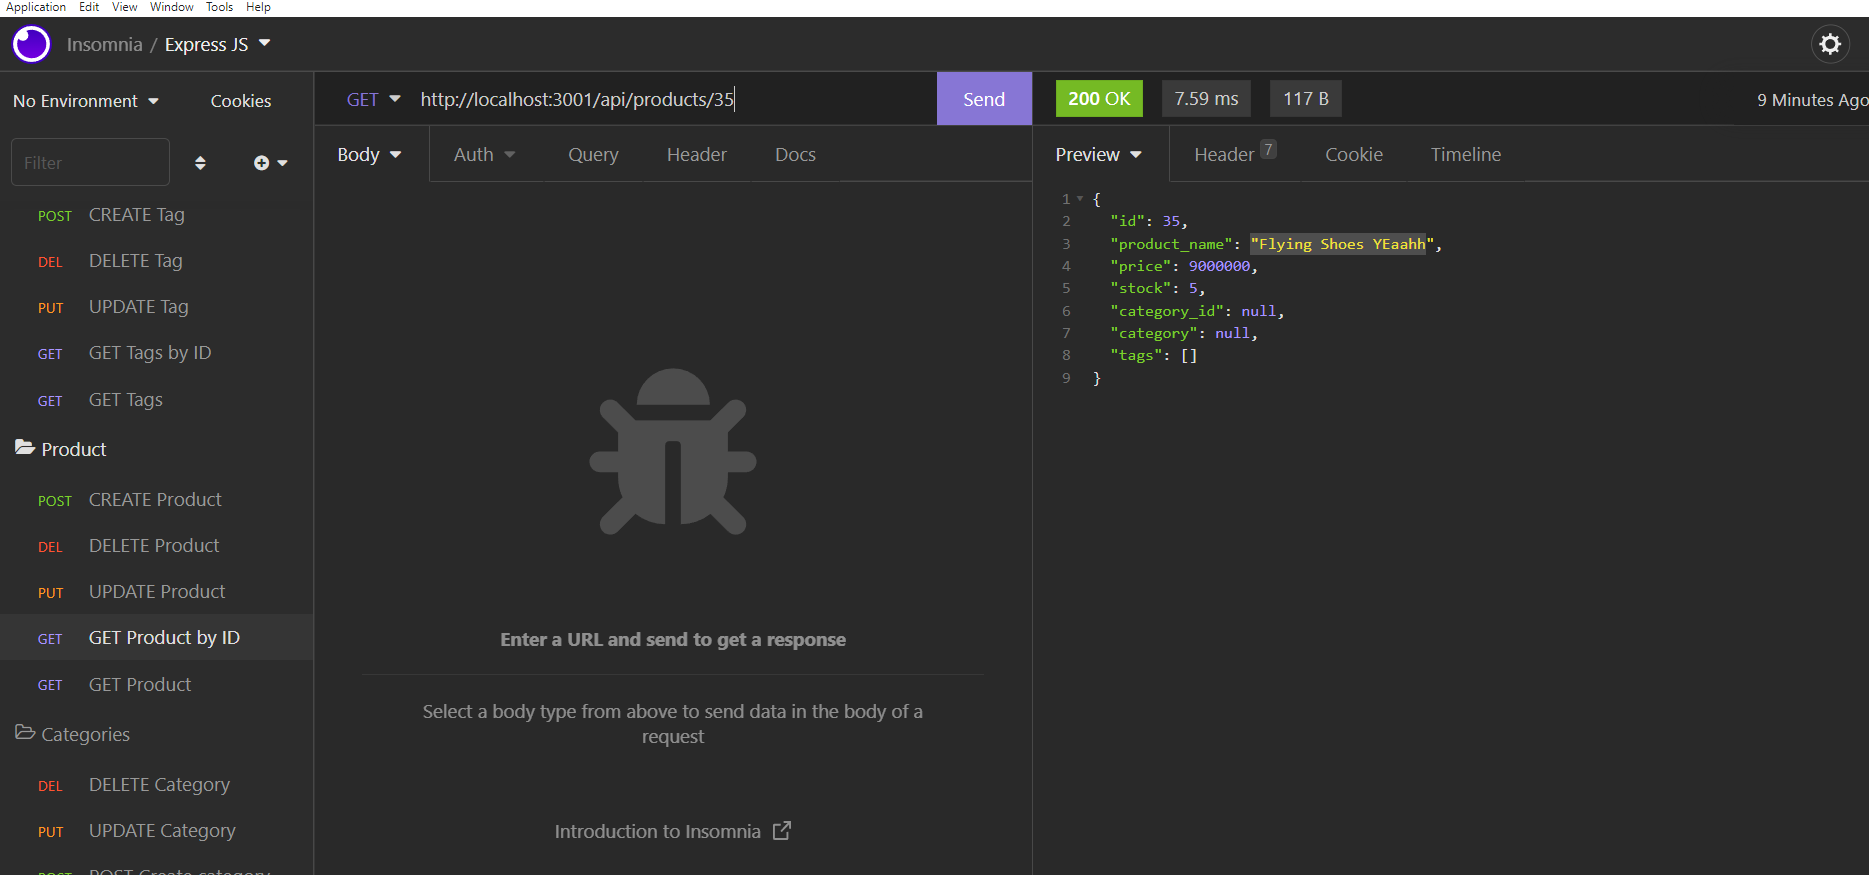 Application Edit View Window Tools Help
Insomnia / Express JS
No Environment Cookies
Filter
POST CREATE Tag
DEL DELETE Tag
PUT UPDATE Tag
GET GET Tags by ID
GET GET Tags
Product
POST CREATE Product
DEL DELETE Product
PUT UPDATE Product
GET GET Product by ID
GET GET Product
Categories
DEL DELETE Category
PUT UPDATE Category
POST POST Create category
GET http://localhost:3001/api/products/35 Send
Body Auth Query Header Docs
Enter a URL and send to get a response
Select a body type from above to send data in the body of a
request
Introduction to Insomnia
200 OK 7.59 ms 117 B 9 Minutes Ago
Preview Header 7 Cookie Timeline
1 {
2 "id": 35,
3 "product_name": "Flying Shoes YEaahh",
4 "price": 9000000,
5 "stock": 5,
6 "category_id": null,
7 "category": null,
8 "tags": []
9 }